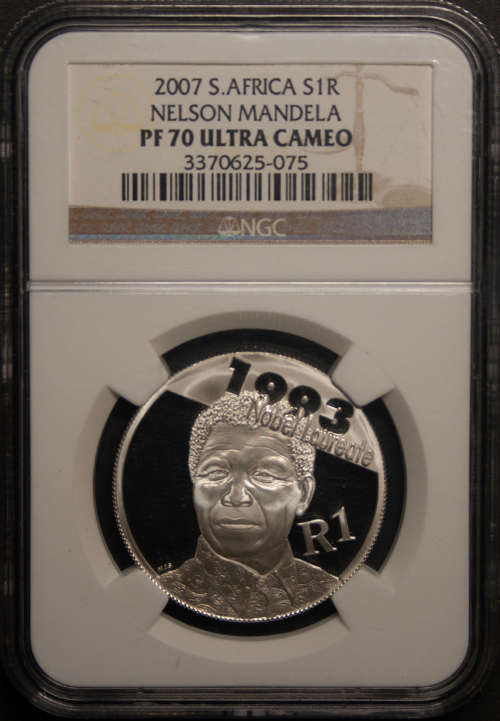 2007 S.AFRICA S1R
NELSON MANDELA
PF 70 ULTRA CAMEO
3370625-075
NGC
1993
Nobel Laureate
R1